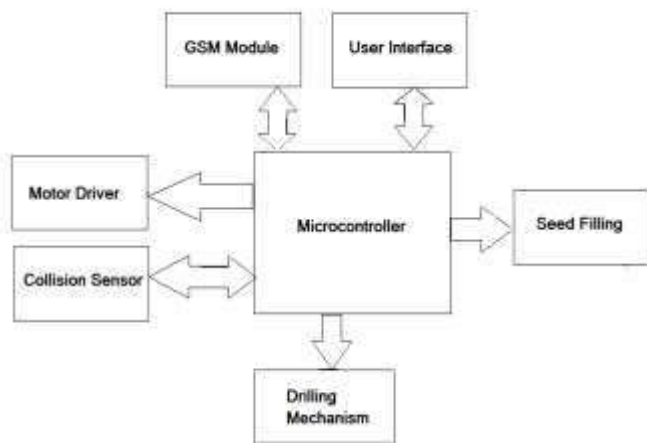 GSM Module
User Interface
Motor Driver
Microcontroller
Seed Filling
Collision Sensor
Drilling
Mechanism